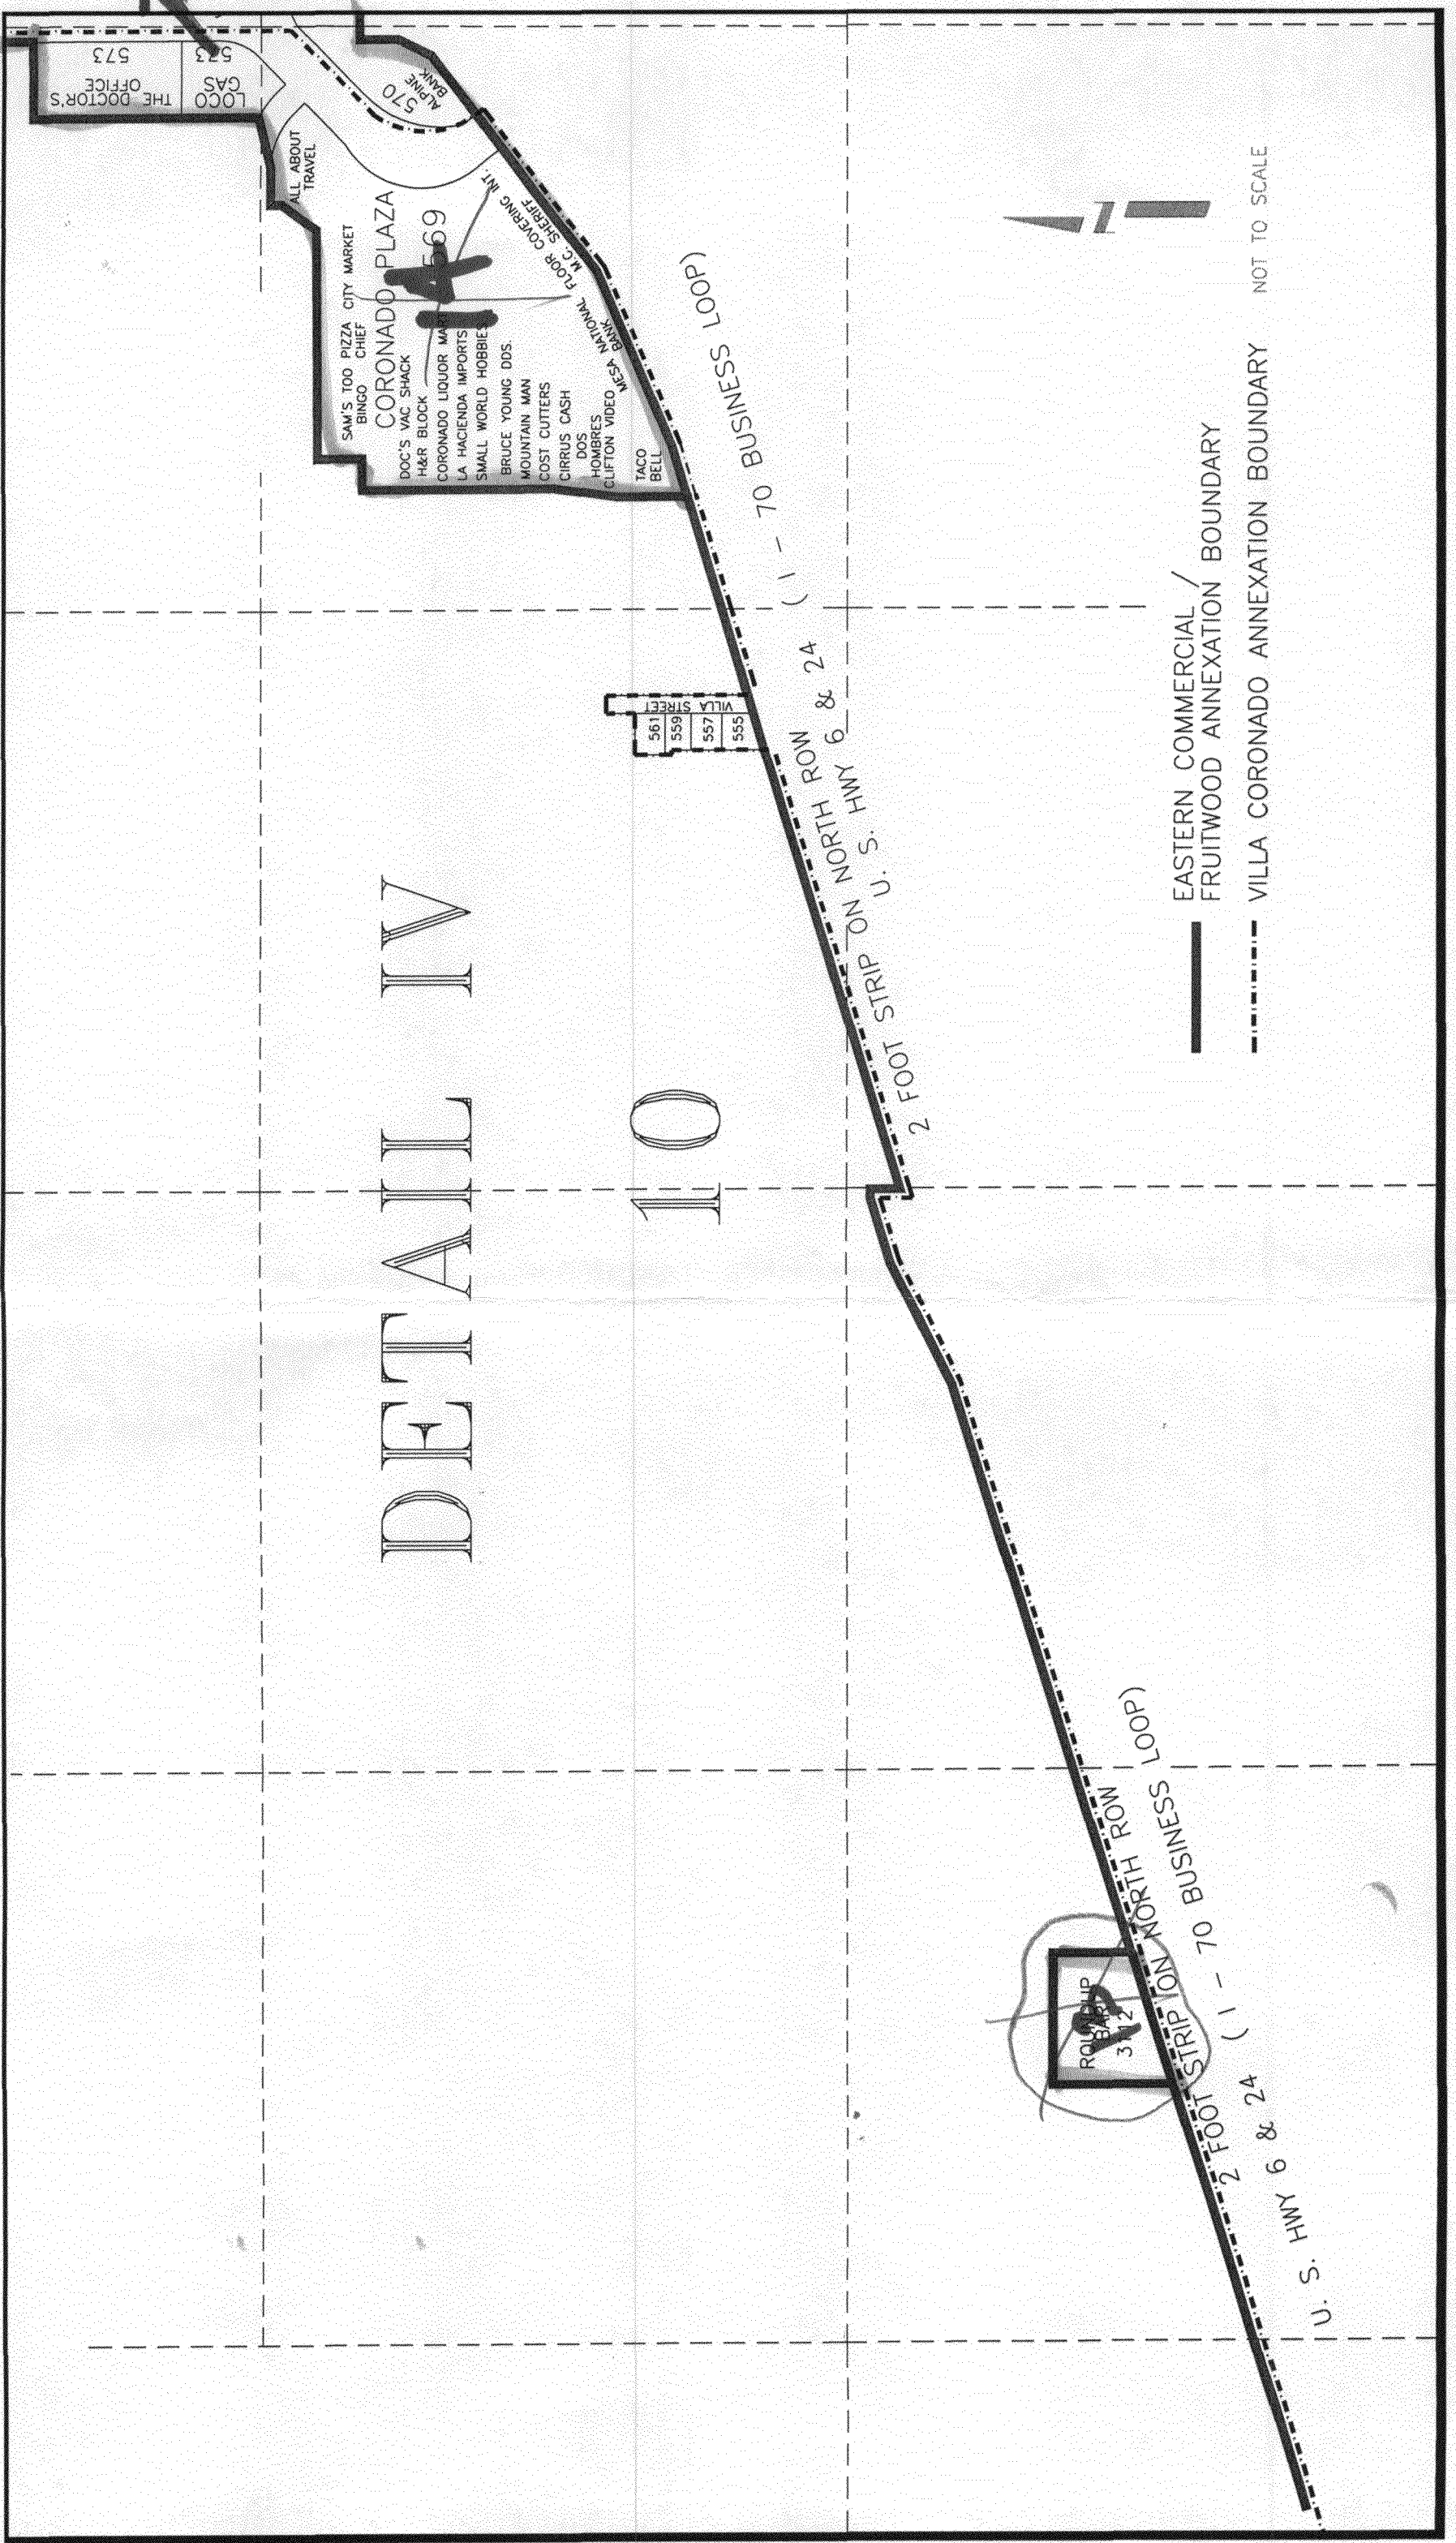 THE DOCTOR'S
OFFICE
573
LOCO
GAS
573
ALPINE
BANK
570
ALL ABOUT
TRAVEL
SAM'S TOO PIZZA CITY MARKET
BINGO CHIEF
CORONADO PLAZA
569
DOC'S VAC SHACK
H&R BLOCK
CORONADO LIQUOR MART
LA HACIENDA IMPORTS
SMALL WORLD HOBBIES
BRUCE YOUNG DDS.
MOUNTAIN MAN
COST CUTTERS
CIRRUS CASH
DOS
HOMBRES
CLIFTON VIDEO
TACO
BELL
FLOOR COVERING INT.
M.C. SHERIFF
MESA NATIONAL
BANK
VILLA STREET
561
559
557
555
DETAIL IV
10
2 FOOT STRIP ON NORTH ROW
U. S. HWY 6 & 24 ( I - 70 BUSINESS LOOP)
ROUNDUP
BAR
3112
2 FOOT STRIP ON NORTH ROW
U. S. HWY 6 & 24 ( I - 70 BUSINESS LOOP)
EASTERN COMMERCIAL /
FRUITWOOD ANNEXATION BOUNDARY
VILLA CORONADO ANNEXATION BOUNDARY
NOT TO SCALE